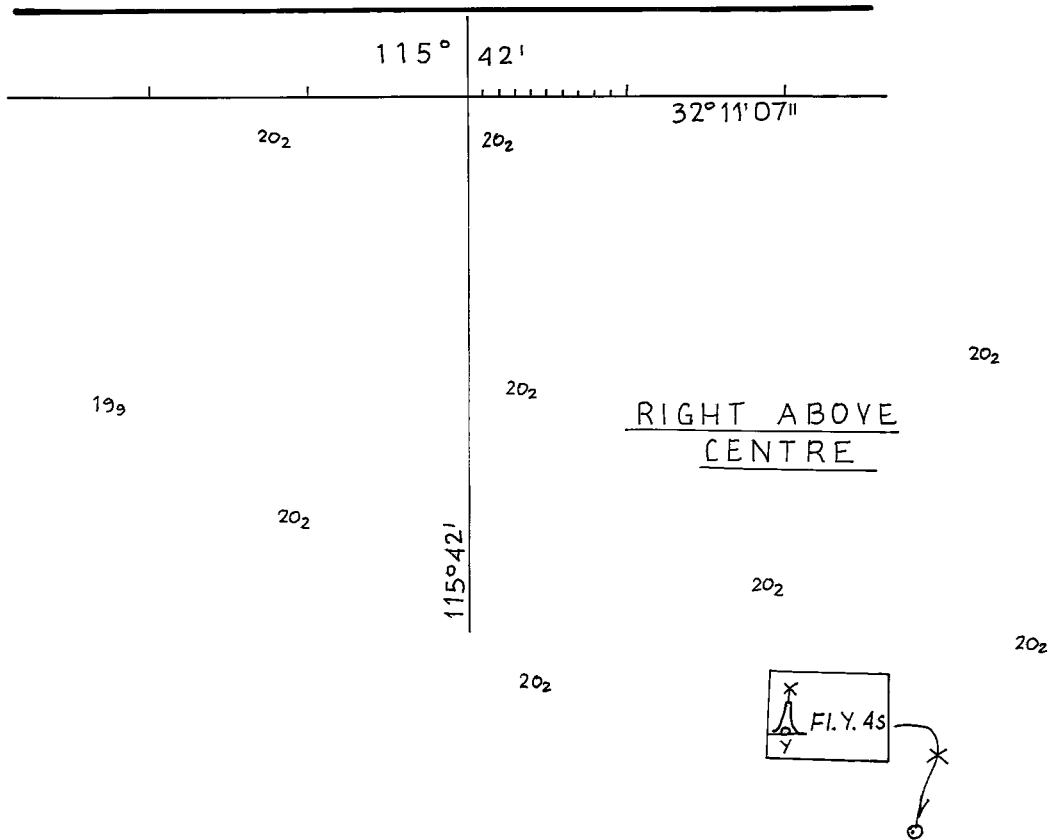 115° 42'
32°11'07"
20₂ 20₂
20₂
19₉ 20₂
RIGHT ABOVE
CENTRE
20₂
115°42'
20₂
20₂
20₂
Fl.Y.4s
Y